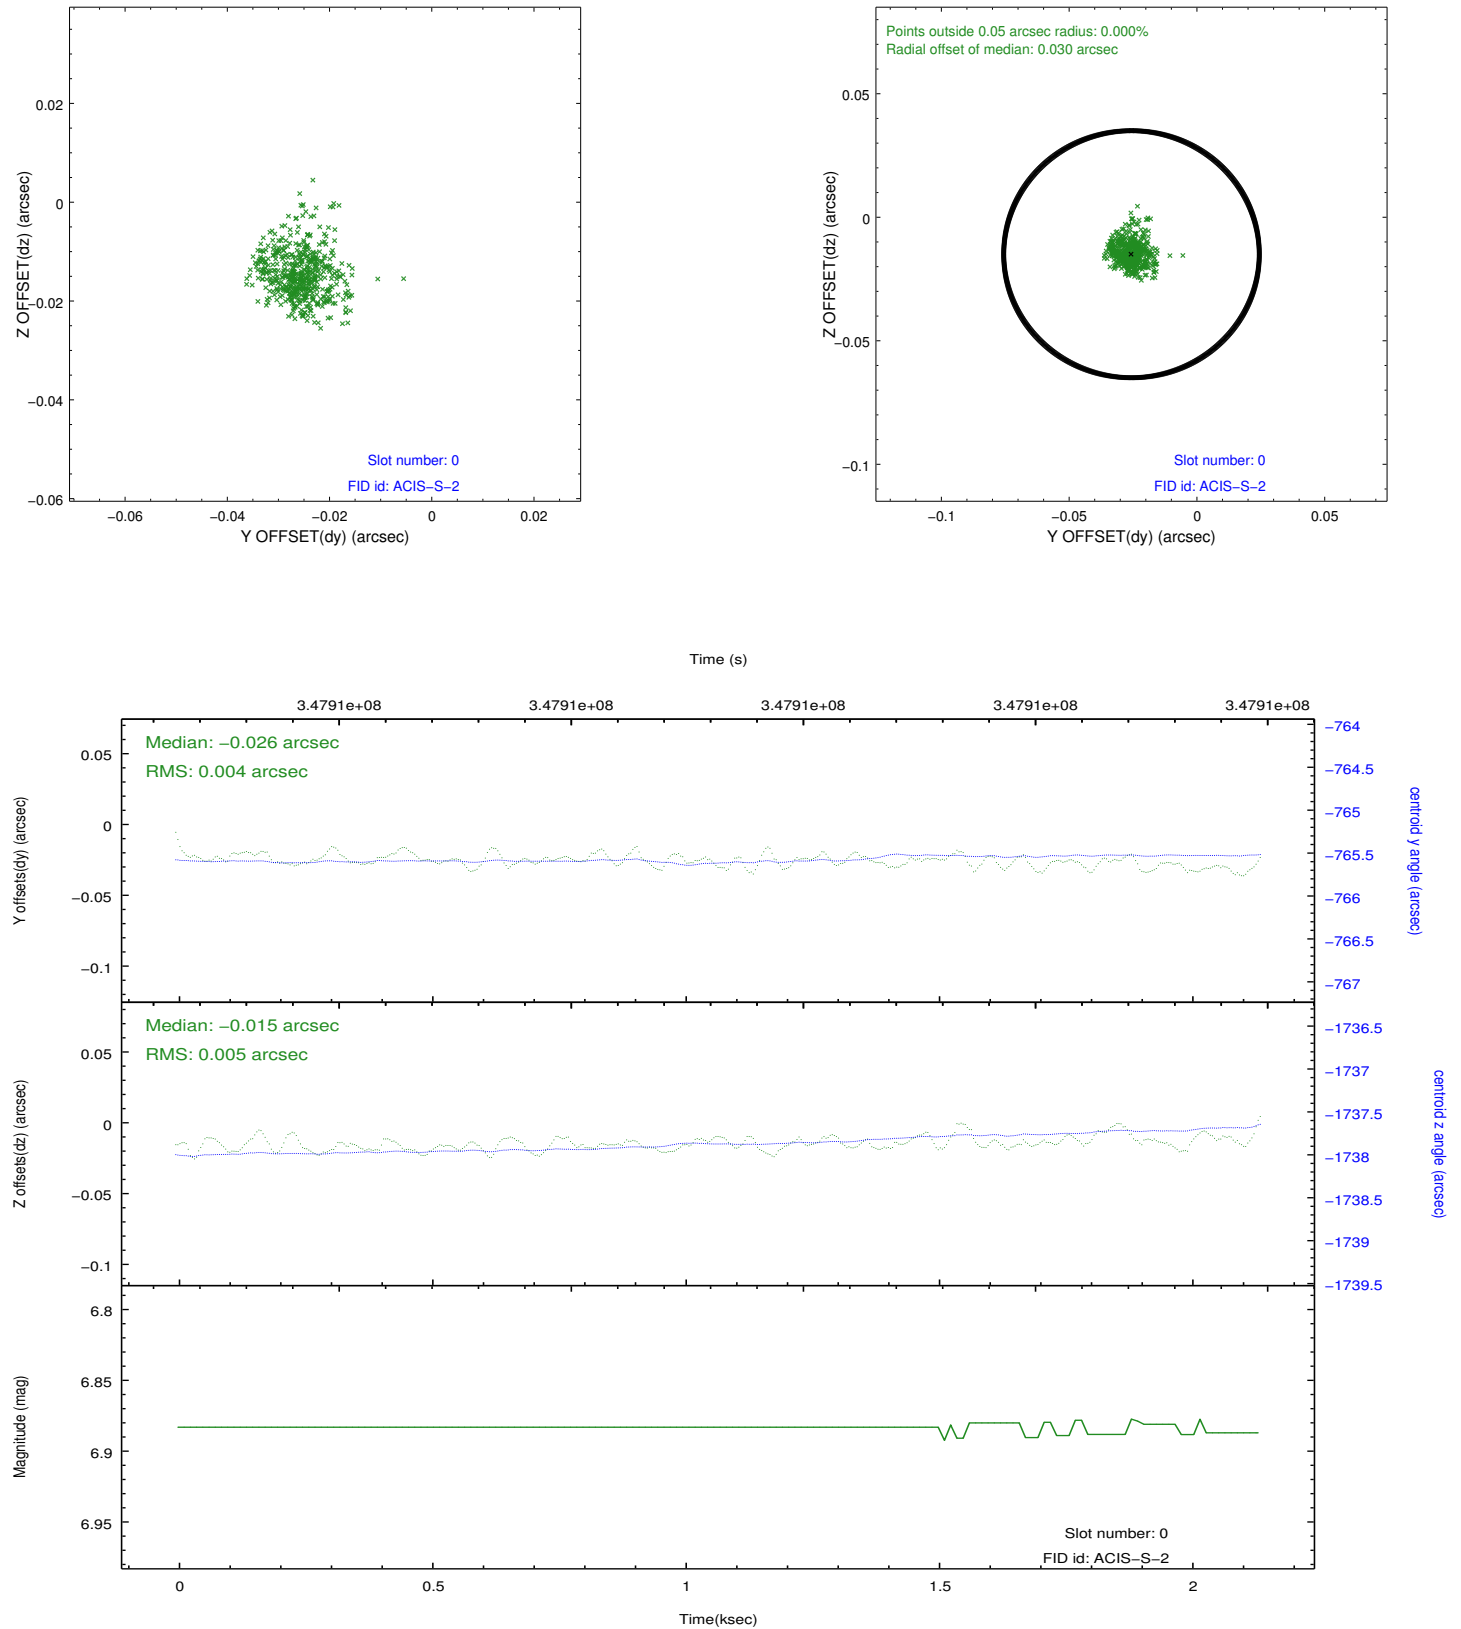 0.02
0
−0.02
−0.04
−0.06
Z OFFSET(dz) (arcsec)
Slot number: 0
FID id: ACIS−S−2
−0.06
−0.04
−0.02
0
0.02
Y OFFSET(dy) (arcsec)
Points outside 0.05 arcsec radius: 0.000%
Radial offset of median: 0.030 arcsec
0.05
0
−0.05
−0.1
Z OFFSET(dz) (arcsec)
Slot number: 0
FID id: ACIS−S−2
−0.1
−0.05
0
0.05
Y OFFSET(dy) (arcsec)
Time (s)
3.4791e+08
3.4791e+08
3.4791e+08
3.4791e+08
3.4791e+08
Median: −0.026 arcsec
RMS: 0.004 arcsec
0.05
0
−0.05
−0.1
Y offsets(dy) (arcsec)
−764
−764.5
−765
−765.5
−766
−766.5
−767
centroid y angle (arcsec)
Median: −0.015 arcsec
RMS: 0.005 arcsec
0.05
0
−0.05
−0.1
Z offsets(dz) (arcsec)
−1736.5
−1737
−1737.5
−1738
−1738.5
−1739
−1739.5
centroid z angle (arcsec)
6.8
6.85
6.9
6.95
Magnitude (mag)
Slot number: 0
FID id: ACIS−S−2
0
0.5
1
1.5
2
Time(ksec)